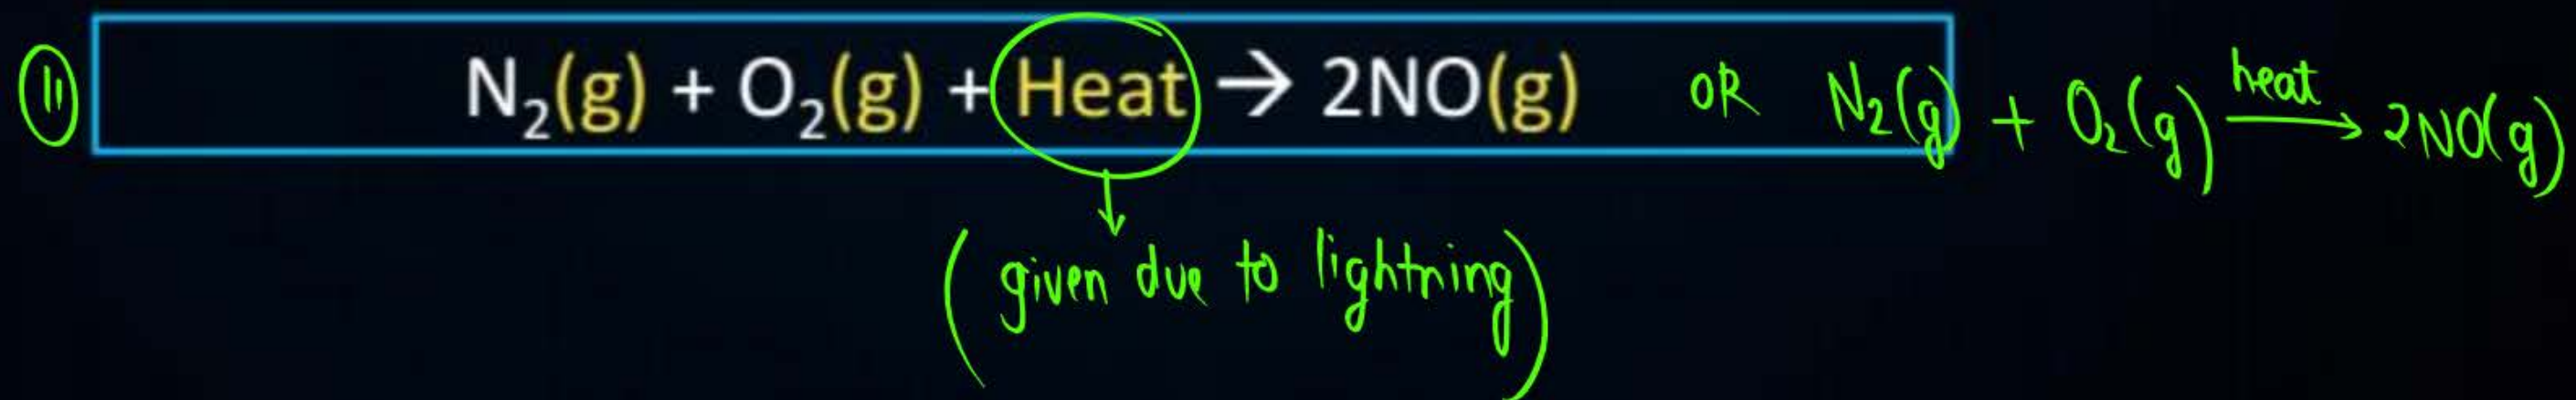 ⑪ N₂(g) + O₂(g) + Heat → 2NO(g) OR N₂(g) + O₂(g) heat→ 2NO(g)
(given due to lightning)